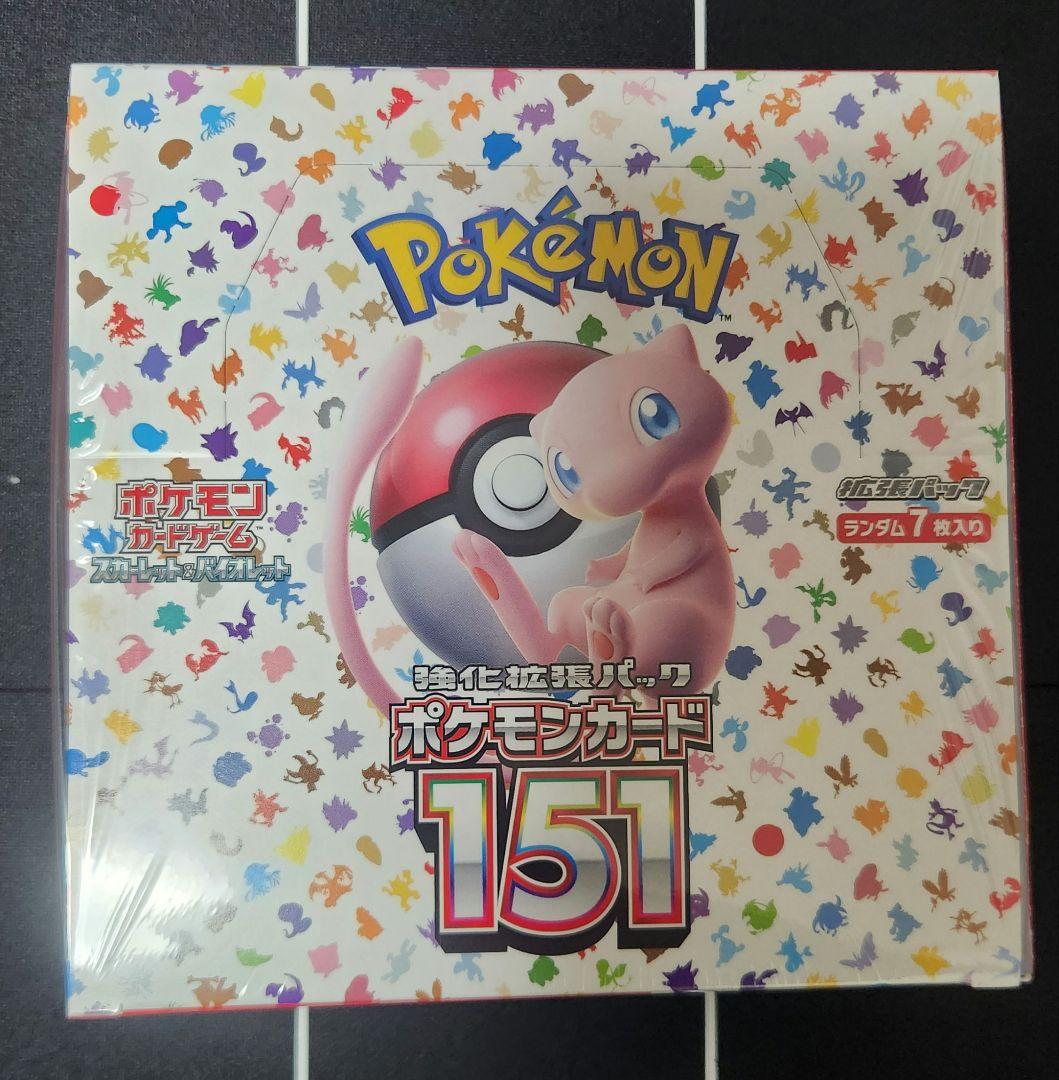 POKéMON
TM
ポケモン
カードゲーム
スカーレット&バイオレット
拡張パック
ランダム7枚入り
強化拡張パック
ポケモンカード
151